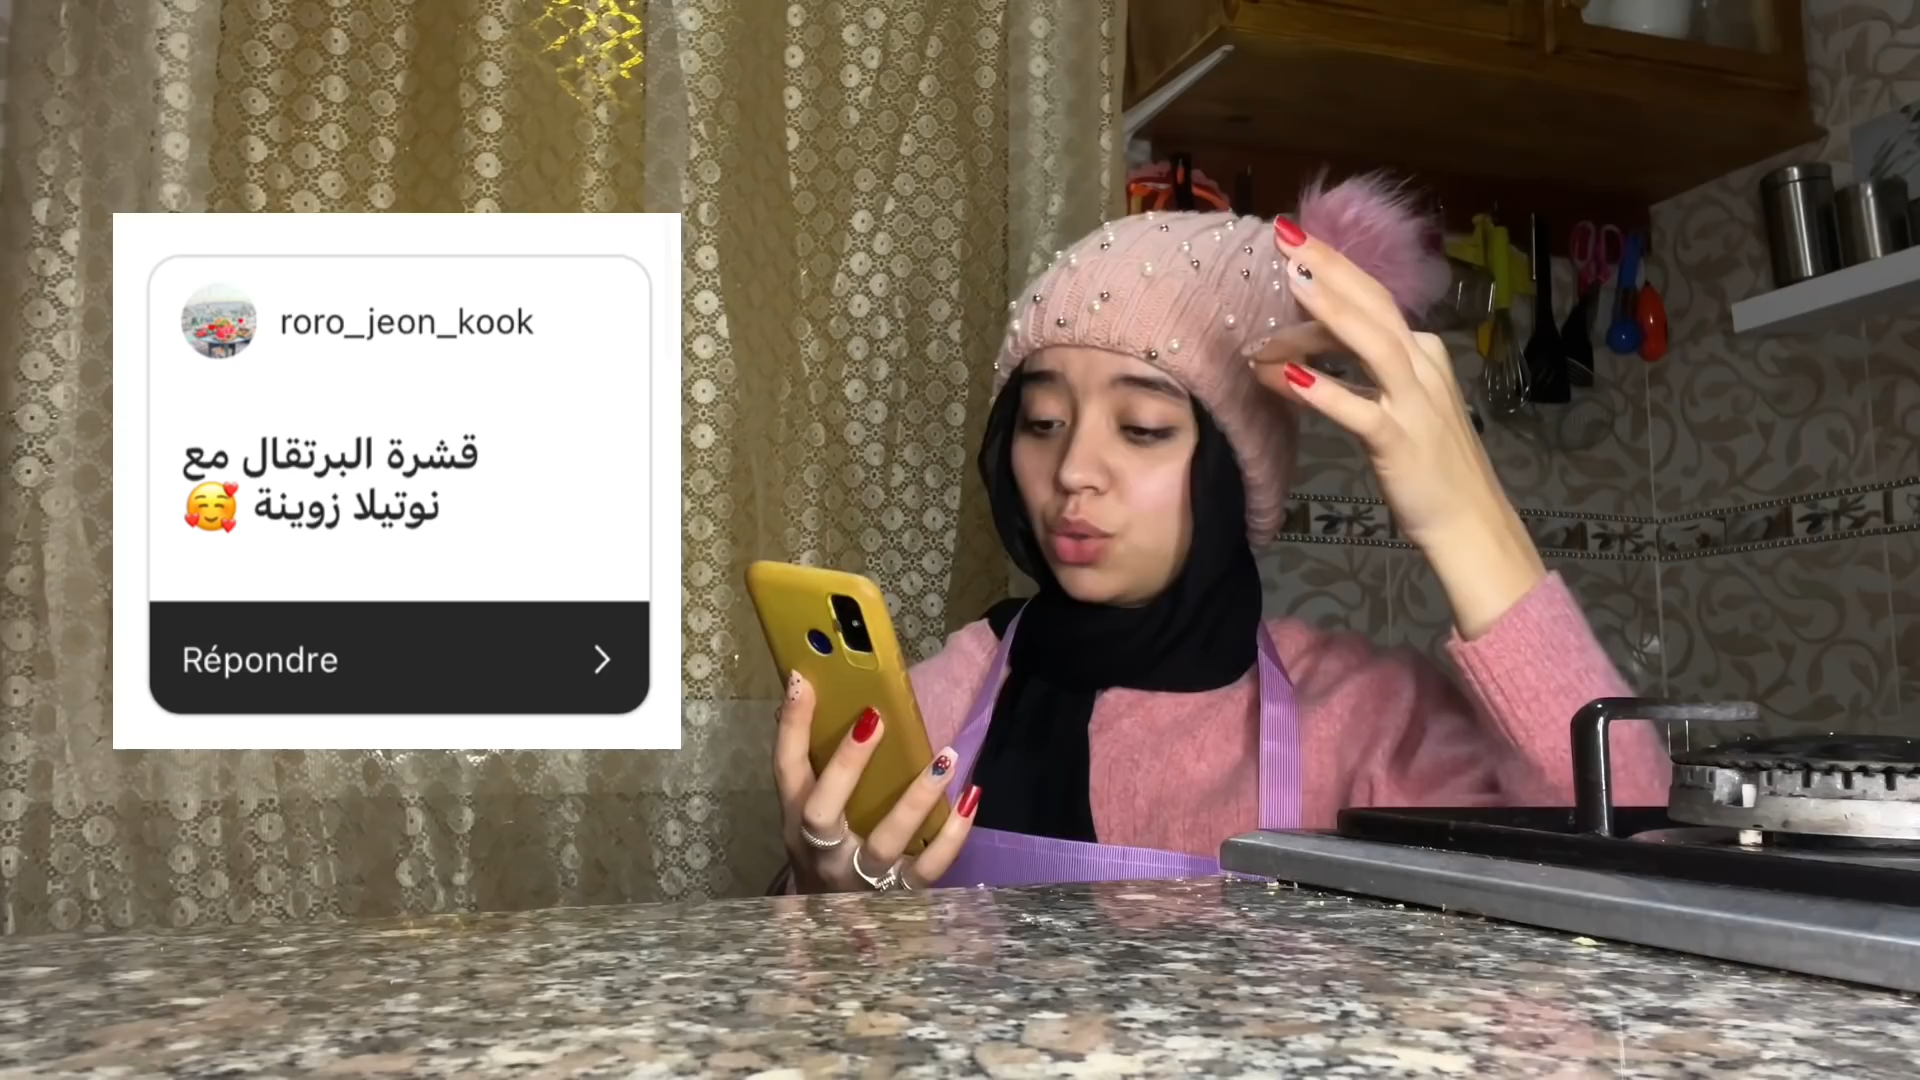 roro_jeon_kook
قشرة البرتقال مع
نوتيلا زوينة 🥰
Répondre